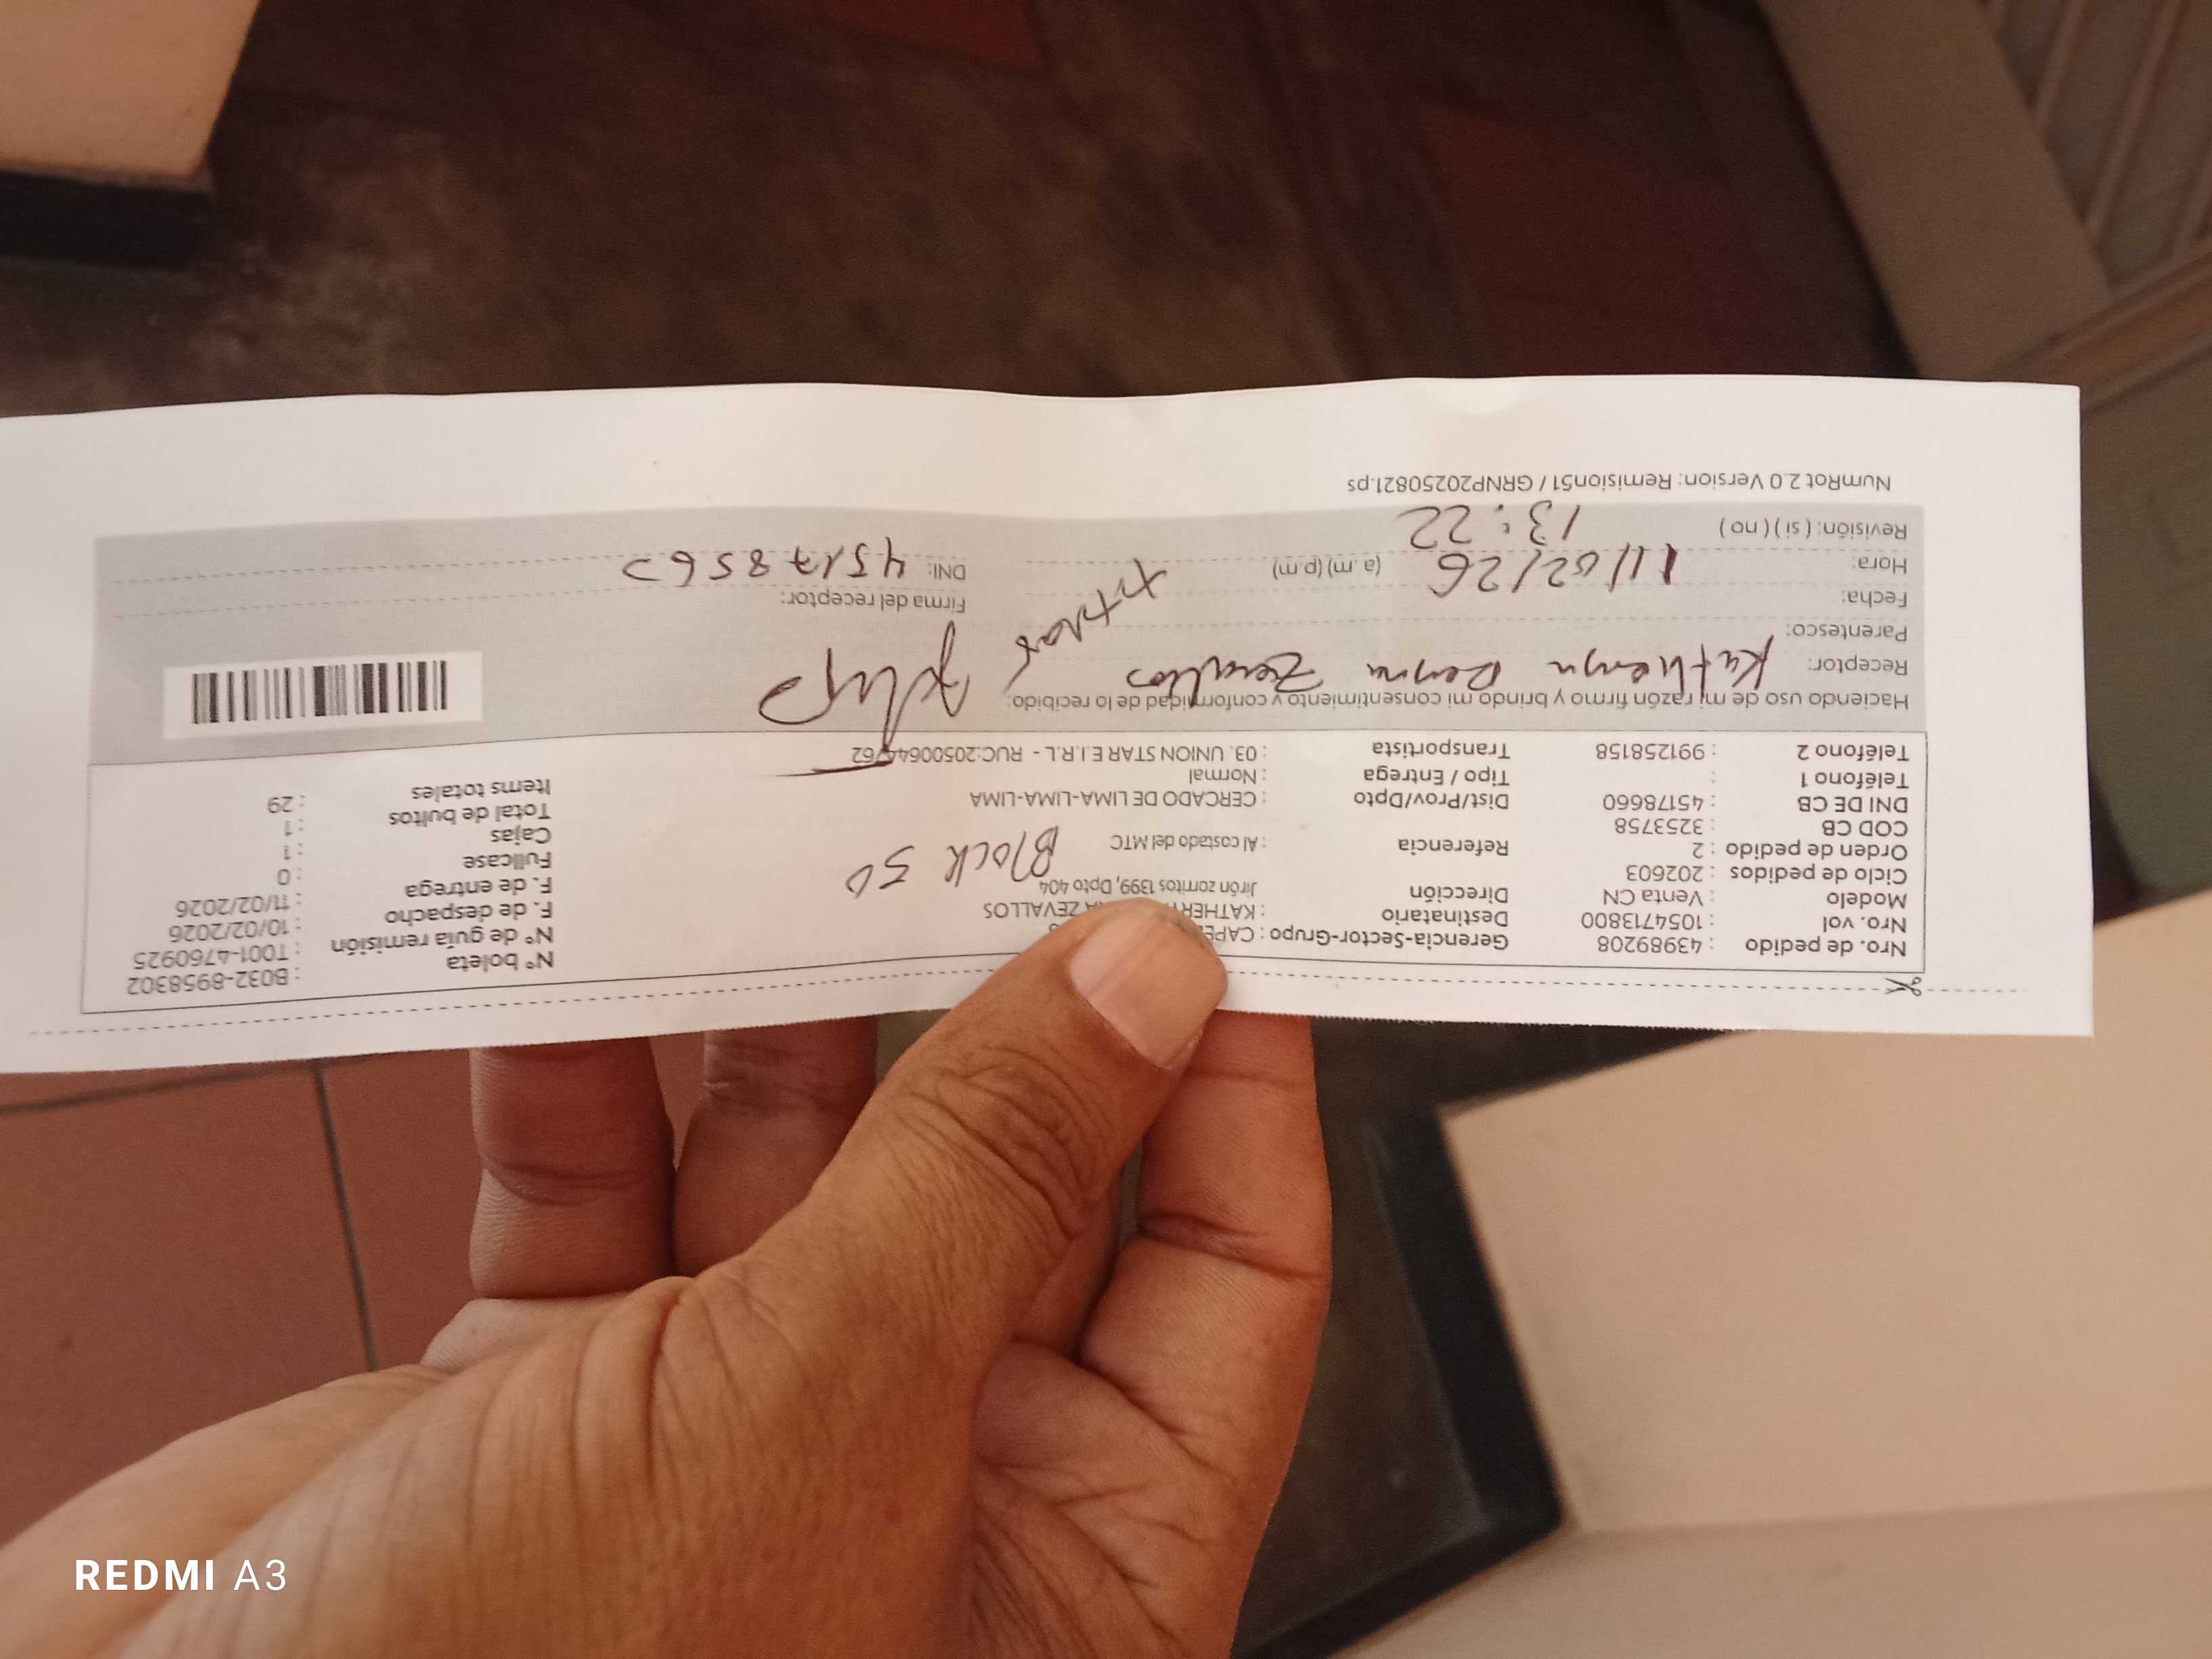 Nro. de pedido : 43989208
Nro. vol : 1054713800
Modelo : Venta CN
Ciclo de pedidos : 202603
Orden de pedido : 2
COD CB : 3253758
DNI DE CB : 45178660
Teléfono 1 :
Teléfono 2 : 991258158
Gerencia-Sector-Grupo :
Destinatario : ZEVALLOS
Dirección Jirón zorritos 1399, Dpto 404
Block 50
Referencia : Al costado del MTC
Dist/Prov/Dpto : CERCADO DE LIMA-LIMA-LIMA
Tipo / Entrega : Normal
Transportista : 03. UNION STAR E.I.R.L - RUC:
N° boleta : B032-8958302
N° de guía remisión : T001-4760925
F. de despacho : 10/02/2026
F. de entrega : 11/02/2026
Fullcase : 0
Cajas : 1
Total de bultos : 1
Items totales : 29
Haciendo uso de mi razón firmo y brindo mi consentimiento y conformidad de lo recibido:
Receptor: Zevallos
Parentesco:
Fecha: 11/02/26
Hora: 13:22 (a. m) (p.m)
Revisión: ( si ) ( no )
Firma del receptor:
DNI:
NumRot 2.0 Version: Remision51 / GRNP20250821.ps
REDMI A3